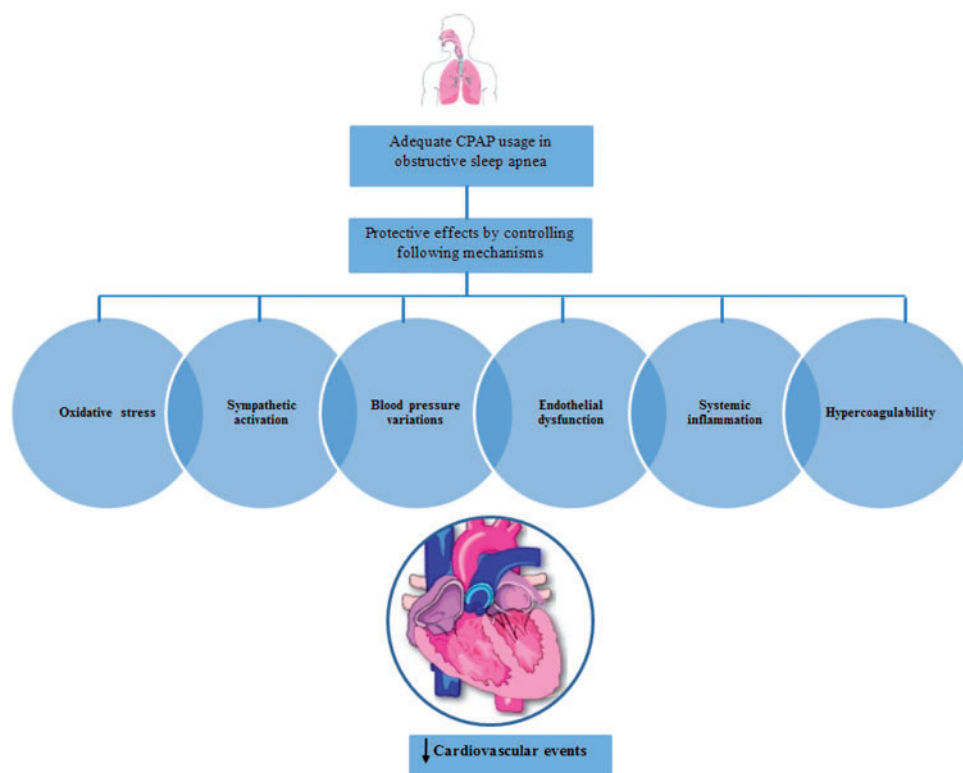 Adequate CPAP usage in
obstructive sleep apnea
Protective effects by controlling
following mechanisms
Oxidative stress
Sympathetic
activation
Blood pressure
variations
Endothelial
dysfunction
Systemic
inflammation
Hypercoagulability
↓ Cardiovascular events